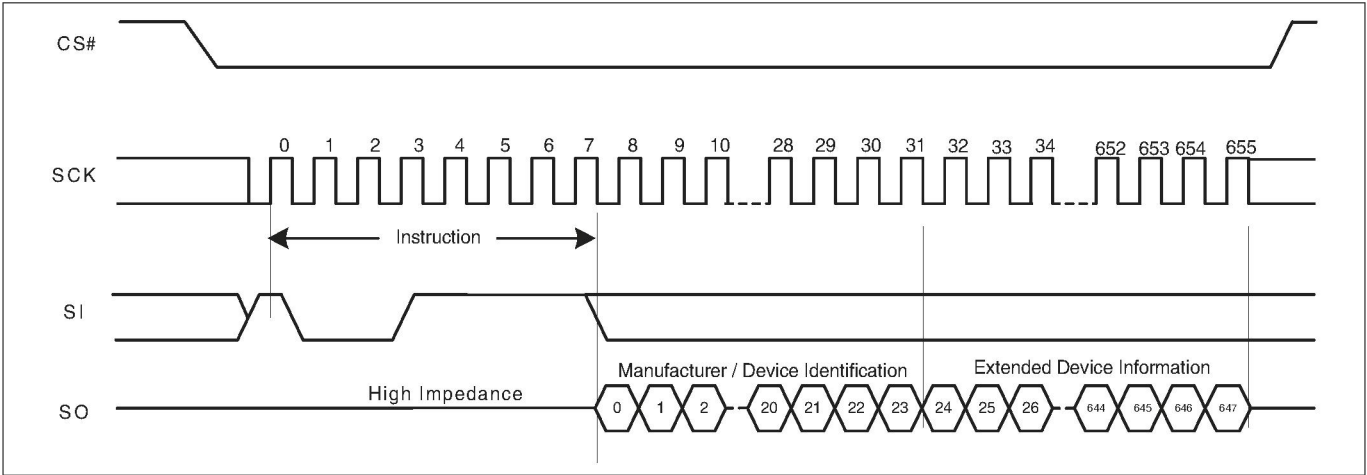 CS#
0 1 2 3 4 5 6 7 8 9 10 28 29 30 31 32 33 34 652 653 654 655
SCK
Instruction
SI
Manufacturer / Device Identification Extended Device Information
High Impedance
SO 0 1 2 20 21 22 23 24 25 26 644 645 646 647